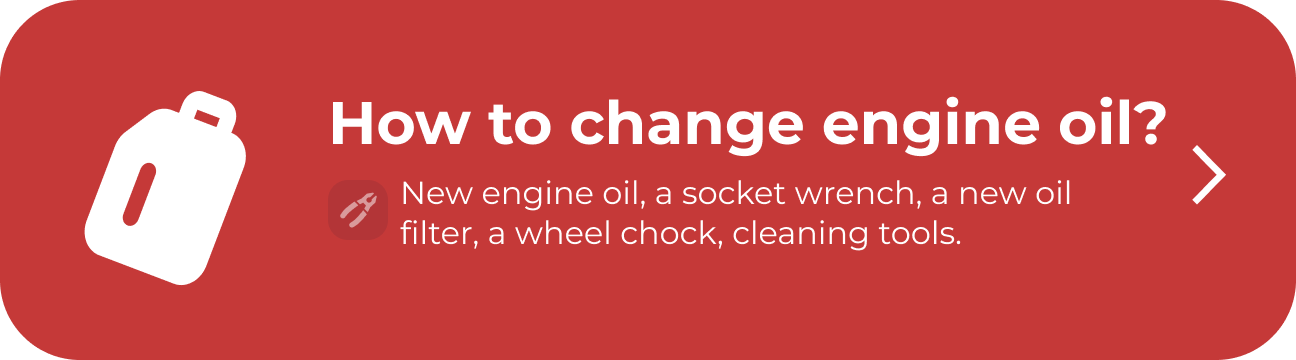 How to change engine oil?
New engine oil, a socket wrench, a new oil
filter, a wheel chock, cleaning tools.